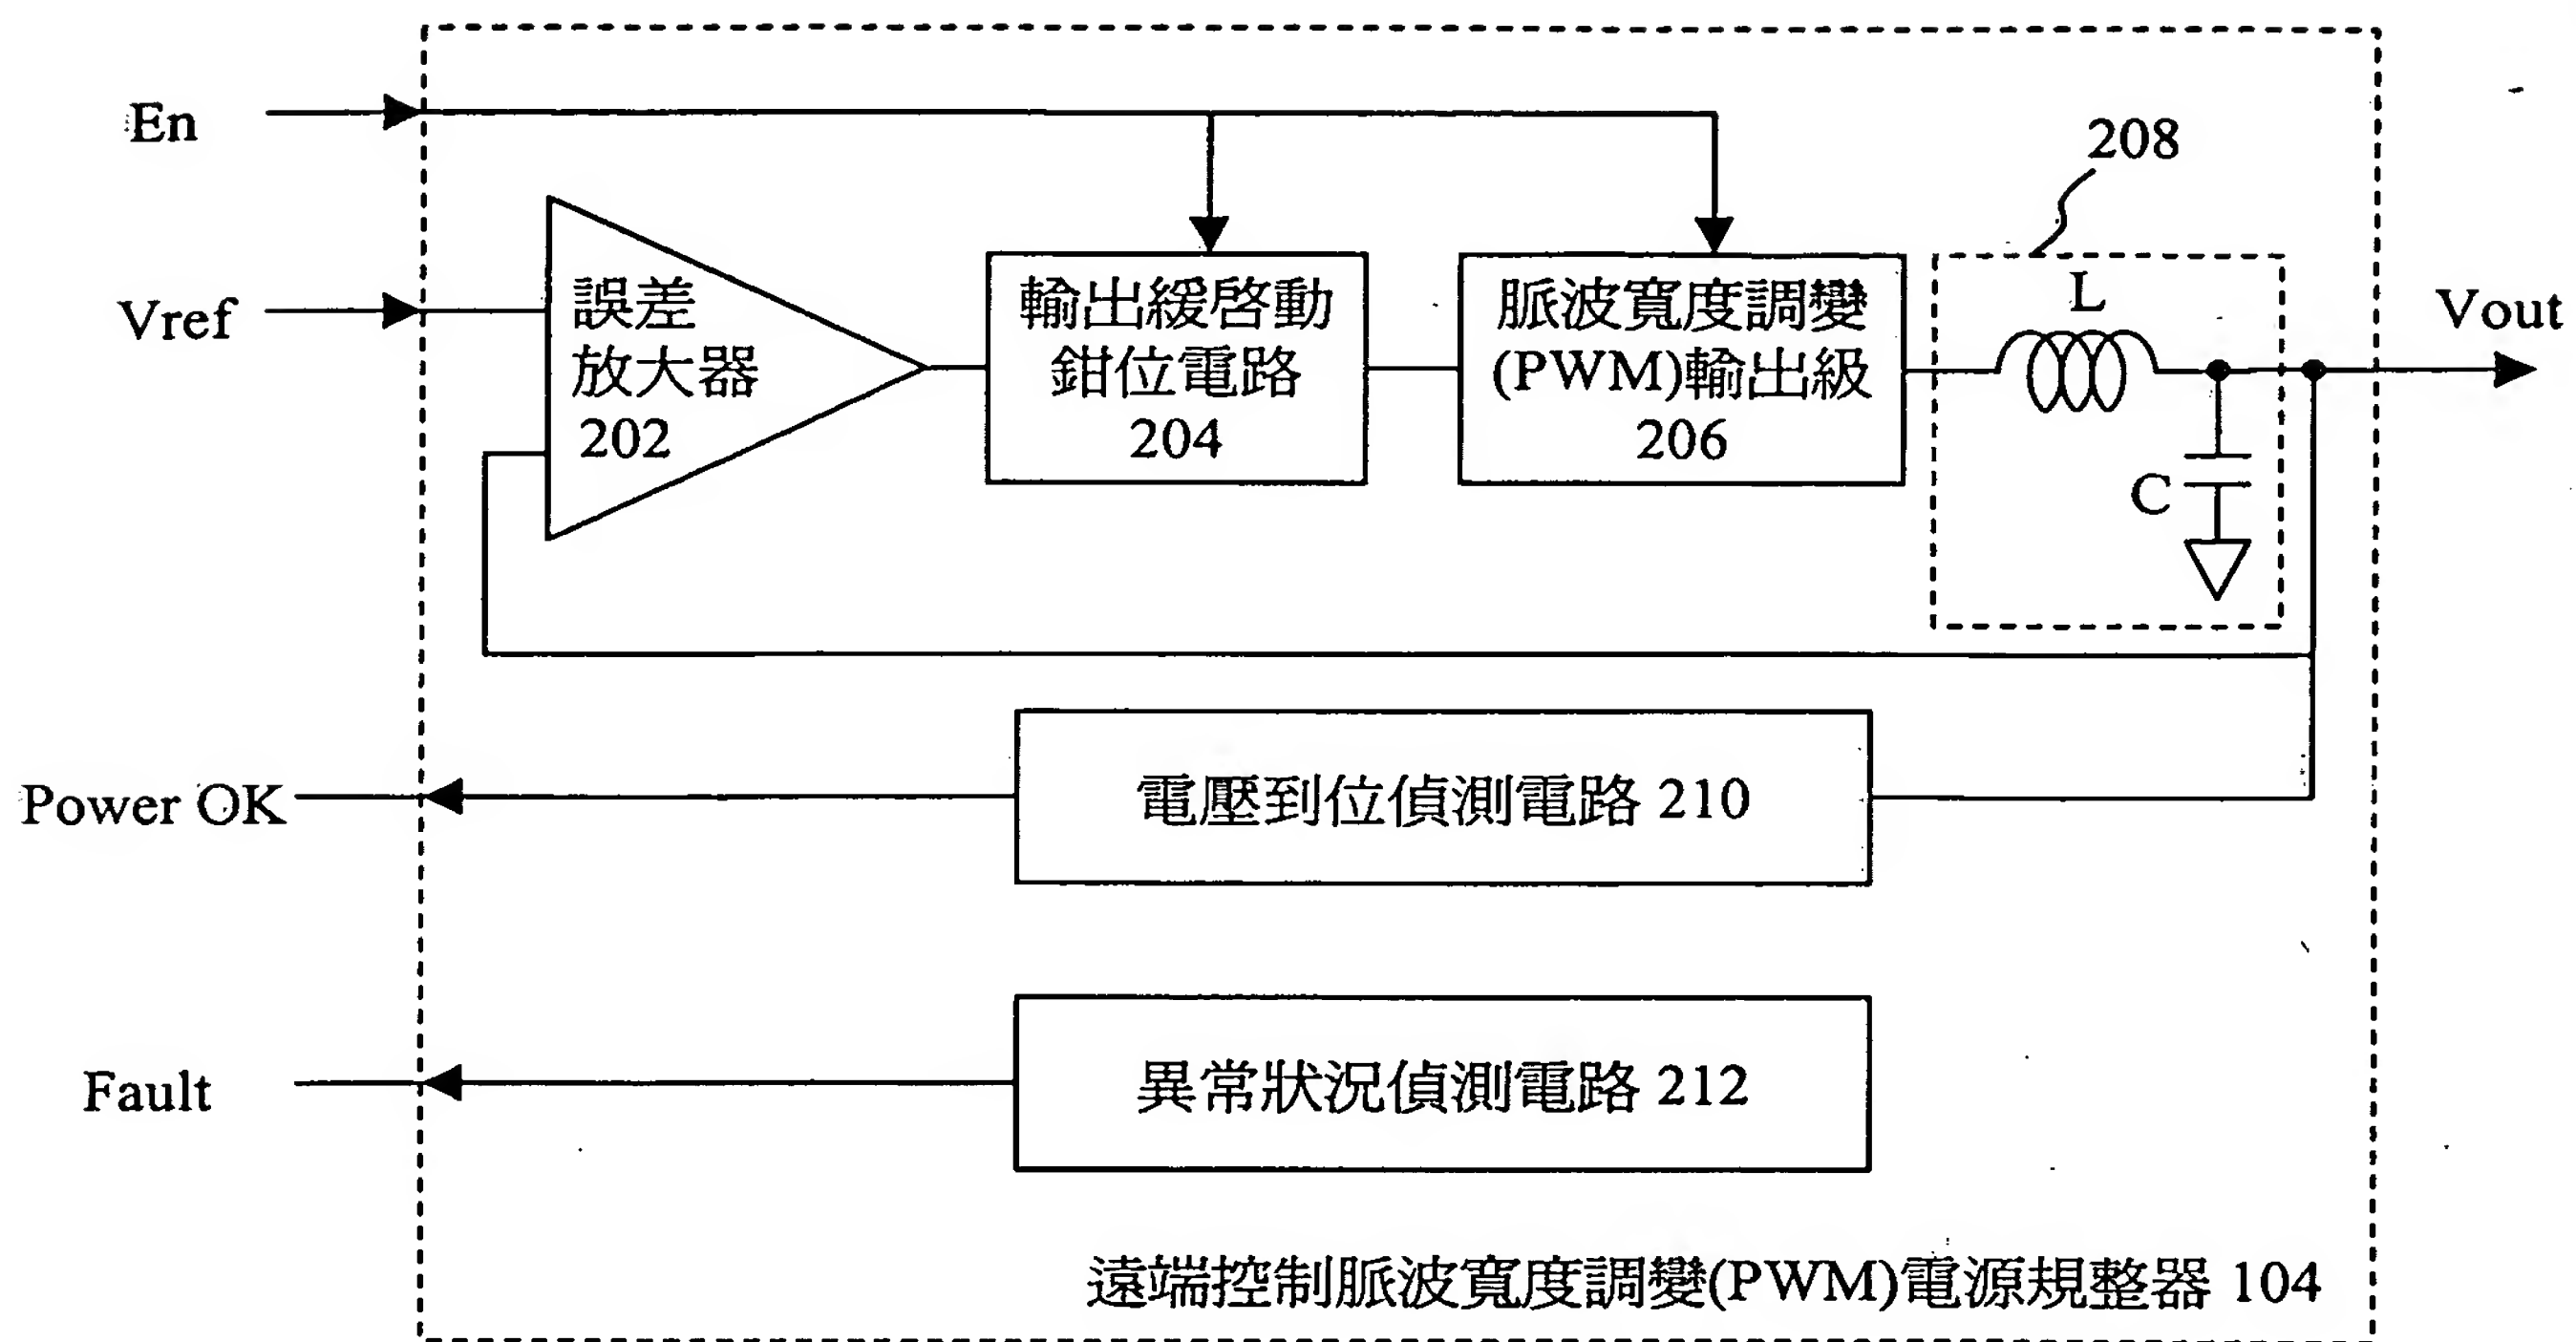 En
208
Vref
誤差
放大器
202
輸出緩啓動
鉗位電路
204
脈波寬度調變
(PWM)輸出級
206
L
C
Vout
Power OK
電壓到位偵測電路 210
Fault
異常狀況偵測電路 212
遠端控制脈波寬度調變(PWM)電源規整器 104